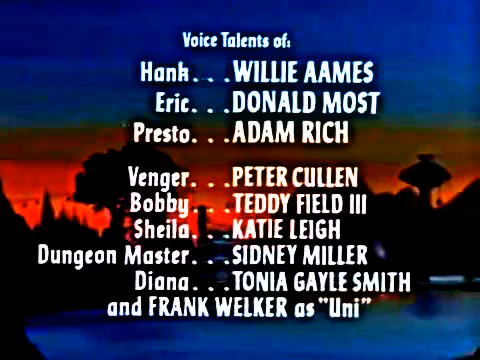 Voice Talents of:
Hank. . .WILLIE AAMES
Eric. . .DONALD MOST
Presto. . .ADAM RICH
Venger. . .PETER CULLEN
Bobby. . .TEDDY FIELD III
Sheila. . .KATIE LEIGH
Dungeon Master. . .SIDNEY MILLER
Diana. . .TONIA GAYLE SMITH
and FRANK WELKER as "Uni"